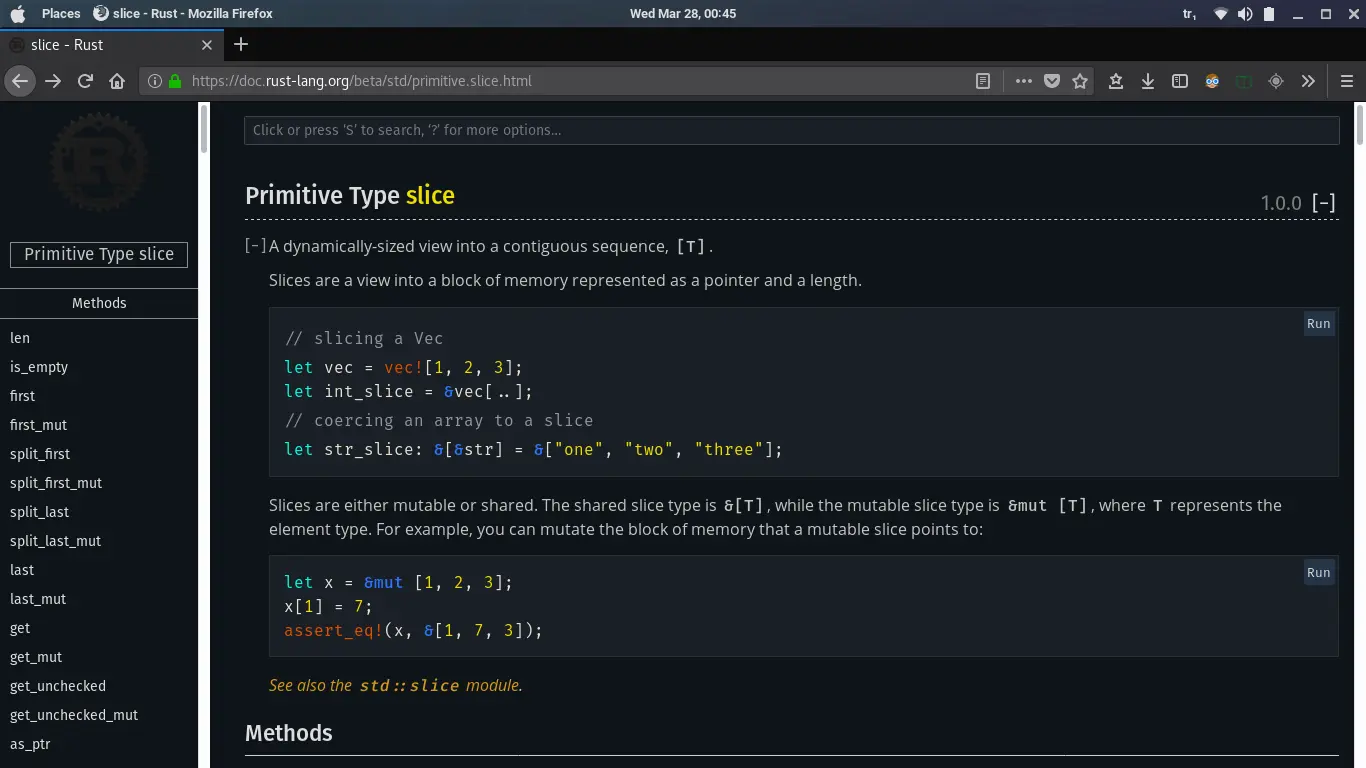 Places slice - Rust - Mozilla Firefox Wed Mar 28, 00:45 tr₁
slice - Rust
https://doc.rust-lang.org/beta/std/primitive.slice.html
Click or press ‘S’ to search, ‘?’ for more options…
Primitive Type slice 1.0.0 [−]
[−] A dynamically-sized view into a contiguous sequence, [T].
Slices are a view into a block of memory represented as a pointer and a length.
Run
// slicing a Vec
let vec = vec![1, 2, 3];
let int_slice = &vec[..];
// coercing an array to a slice
let str_slice: &[&str] = &["one", "two", "three"];
Slices are either mutable or shared. The shared slice type is &[T], while the mutable slice type is &mut [T], where T represents the
element type. For example, you can mutate the block of memory that a mutable slice points to:
Run
let x = &mut [1, 2, 3];
x[1] = 7;
assert_eq!(x, &[1, 7, 3]);
See also the std::slice module.
Methods
R
Primitive Type slice
Methods
len
is_empty
first
first_mut
split_first
split_first_mut
split_last
split_last_mut
last
last_mut
get
get_mut
get_unchecked
get_unchecked_mut
as_ptr